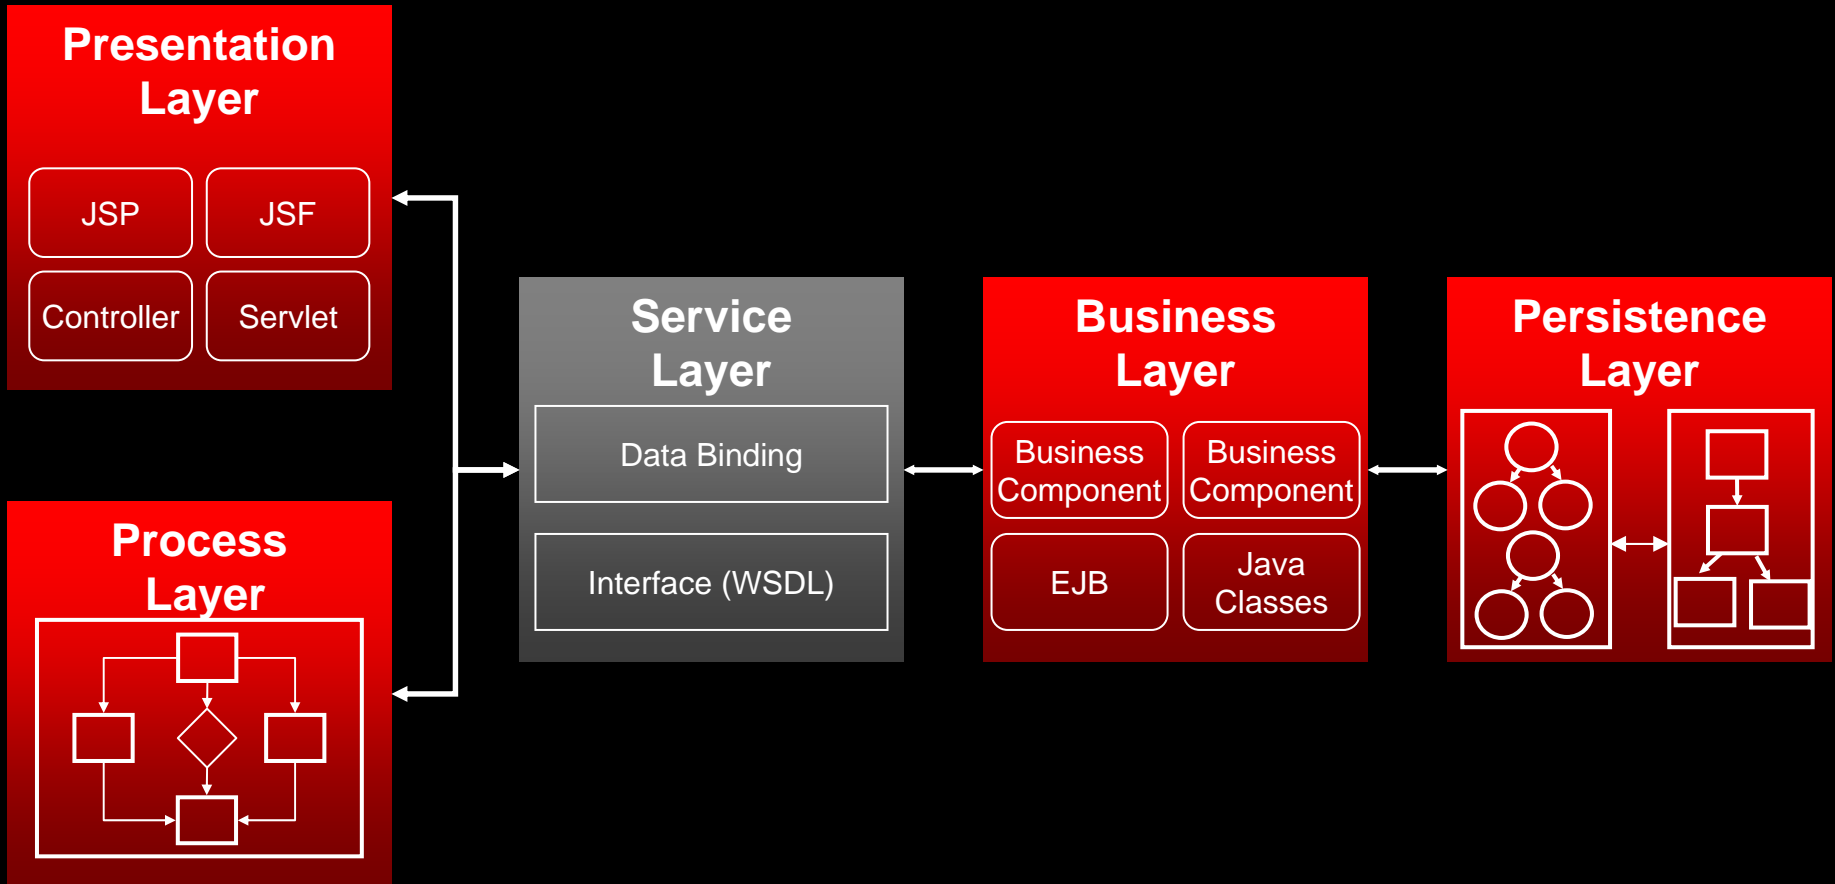 Presentation
Layer
JSP
JSF
Controller
Servlet
Process
Layer
Service
Layer
Data Binding
Interface (WSDL)
Business
Layer
Business
Component
Business
Component
EJB
Java
Classes
Persistence
Layer